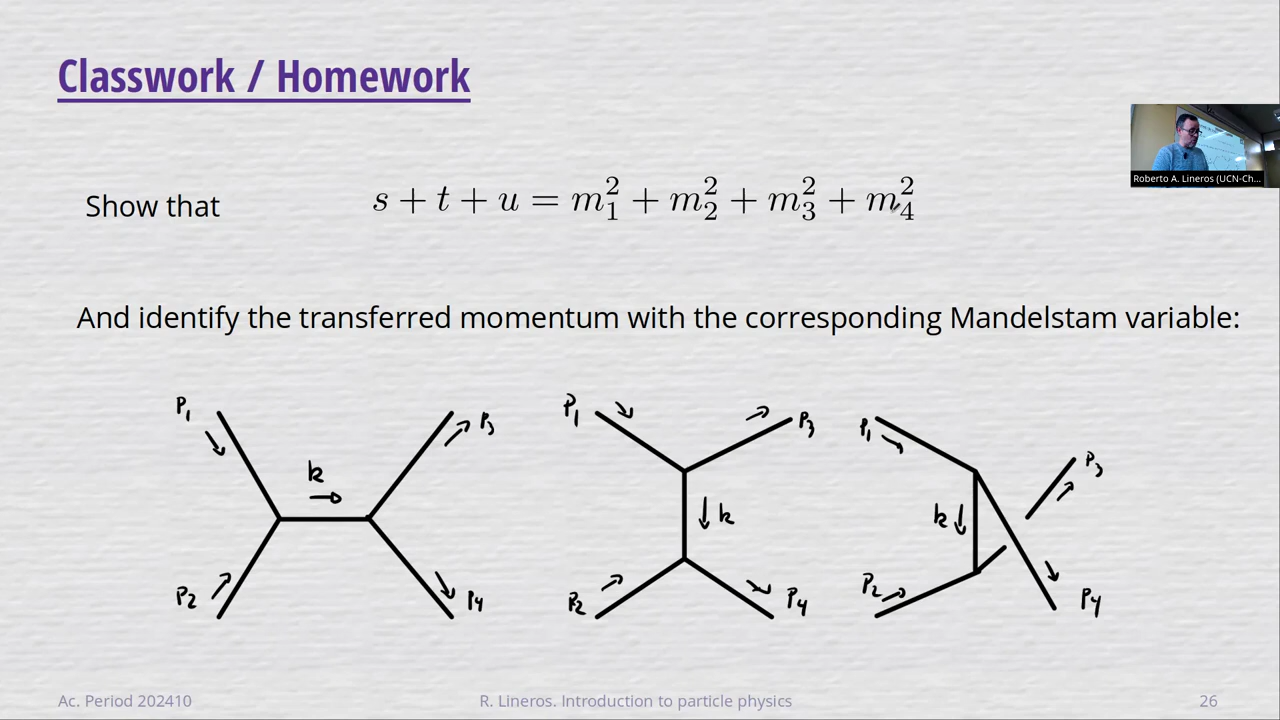 Classwork / Homework
Roberto A. Lineros (UCN-Ch...
Show that s + t + u = m₁² + m₂² + m₃² + m₄²
And identify the transferred momentum with the corresponding Mandelstam variable:
P₁ k P₃ P₂ P₄
P₁ P₃ k P₂ P₄
P₁ P₃ k P₂ P₄
Ac. Period 202410 R. Lineros. Introduction to particle physics 26